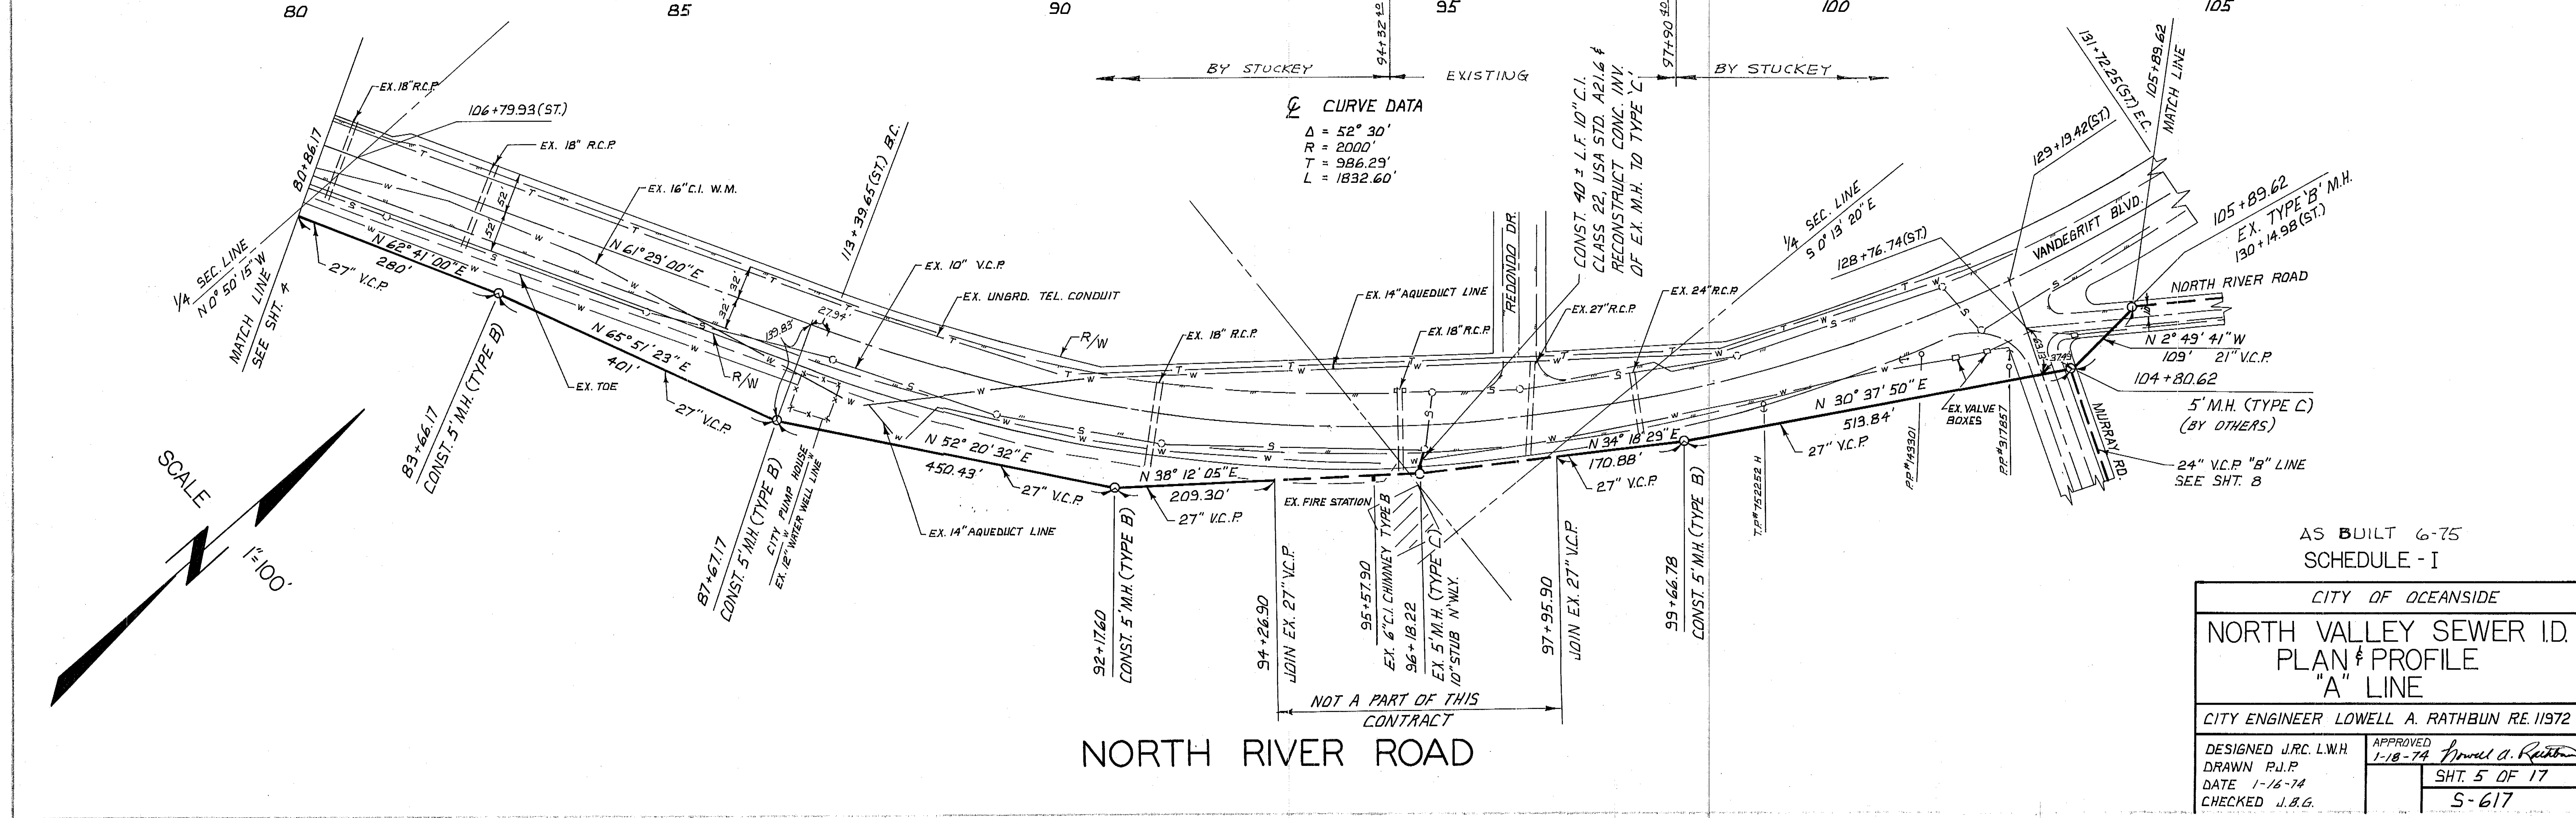 80
85
90
95
100
105
94+32.40
97+90.40
BY STUCKEY
EXISTING
BY STUCKEY
℄ CURVE DATA
Δ = 52° 30'
R = 2000'
T = 986.29'
L = 1832.60'
CONST. 40 ± L.F. 10" C.I.
CLASS 22, USA STD. A21.6 &
RECONSTRUCT CONC. INV.
OF EX. M.H. TO TYPE 'C'
131+72.25(ST.) E.C.
105+89.62
MATCH LINE
129+19.42(ST.)
EX. 18" R.C.P.
106+79.93(ST.)
80+86.17
EX. 18" R.C.P.
52'
52'
EX. 16" C.I. W.M.
113+39.65(ST.) B.C.
N 61° 29' 00" E
32'
32'
1/4 SEC. LINE
N 0° 50' 15" W
MATCH LINE
SEE SHT. 4
N 62° 41' 00" E
280'
27" V.C.P.
EX. 10" V.C.P.
EX. UNGRD. TEL. CONDUIT
139.83'
27.94'
R/W
R/W
EX. TOE
N 65° 51' 23" E
401'
27" V.C.P.
83+66.17
CONST. 5' M.H. (TYPE B)
87+67.17
CONST. 5' M.H. (TYPE B)
CITY PUMP HOUSE
EX. 12" WATER WELL LINE
EX. 14" AQUEDUCT LINE
N 52° 20' 32" E
450.43'
27" V.C.P.
EX. 18" R.C.P.
N 38° 12' 05" E
209.30'
27" V.C.P.
92+17.60
CONST. 5' M.H. (TYPE B)
94+26.90
JOIN EX. 27" V.C.P.
EX. FIRE STATION
95+57.90
EX. 6" C.I. CHIMNEY TYPE B
96+18.22
EX. 5' M.H. (TYPE C)
10" STUB N'WLY.
97+95.90
JOIN EX. 27" V.C.P.
EX. 14" AQUEDUCT LINE
EX. 18" R.C.P.
REDONDO DR.
EX. 27" R.C.P.
EX. 24" R.C.P.
1/4 SEC. LINE
S 0° 13' 20" E
N 34° 18' 29" E
170.88'
27" V.C.P.
99+66.78
CONST. 5' M.H. (TYPE B)
T.P.#752252 H
N 30° 37' 50" E
513.84'
27" V.C.P.
P.P.#143301
EX. VALVE
BOXES
P.P.#317857
128+76.74(ST.)
VANDEGRIFT BLVD.
105+89.62
EX. TYPE 'B' M.H.
130+14.98(ST.)
NORTH RIVER ROAD
N 2° 49' 41" W
109' 21" V.C.P.
104+80.62
5' M.H. (TYPE C)
(BY OTHERS)
MURRAY RD.
24" V.C.P. "B" LINE
SEE SHT. 8
SCALE
1"=100'
NOT A PART OF THIS
CONTRACT
NORTH RIVER ROAD
AS BUILT 6-75
SCHEDULE - I
CITY OF OCEANSIDE
NORTH VALLEY SEWER I.D.
PLAN & PROFILE
"A" LINE
CITY ENGINEER LOWELL A. RATHBUN R.E. 11972
DESIGNED J.R.C. L.W.H.
DRAWN P.J.P.
DATE 1-16-74
CHECKED J.B.G.
APPROVED
1-18-74 Lowell A. Rathbun
SHT. 5 OF 17
S-617